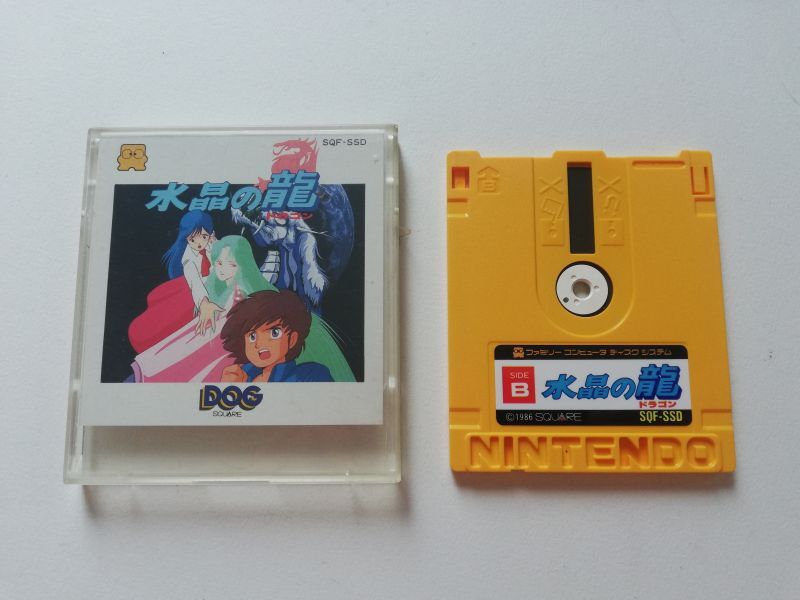 SQF-SSD
水晶の龍
ドラゴン
DOG
SQUARE
ファミリー コンピュータ ディスク システム
SIDE
B
水晶の龍
ドラゴン
©1986 SQUARE
SQF-SSD
NINTENDO